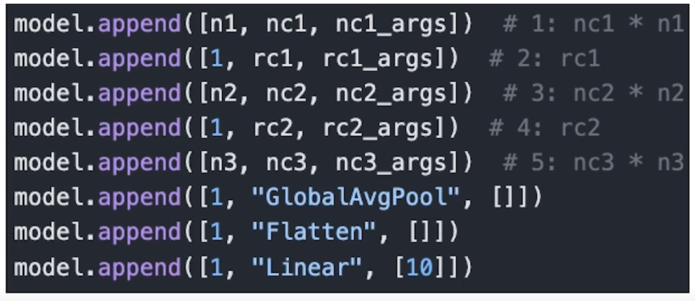 model.append([n1, nc1, nc1_args])  # 1: nc1 * n1
model.append([1, rc1, rc1_args])  # 2: rc1
model.append([n2, nc2, nc2_args])  # 3: nc2 * n2
model.append([1, rc2, rc2_args])  # 4: rc2
model.append([n3, nc3, nc3_args])  # 5: nc3 * n3
model.append([1, "GlobalAvgPool", []])
model.append([1, "Flatten", []])
model.append([1, "Linear", [10]])